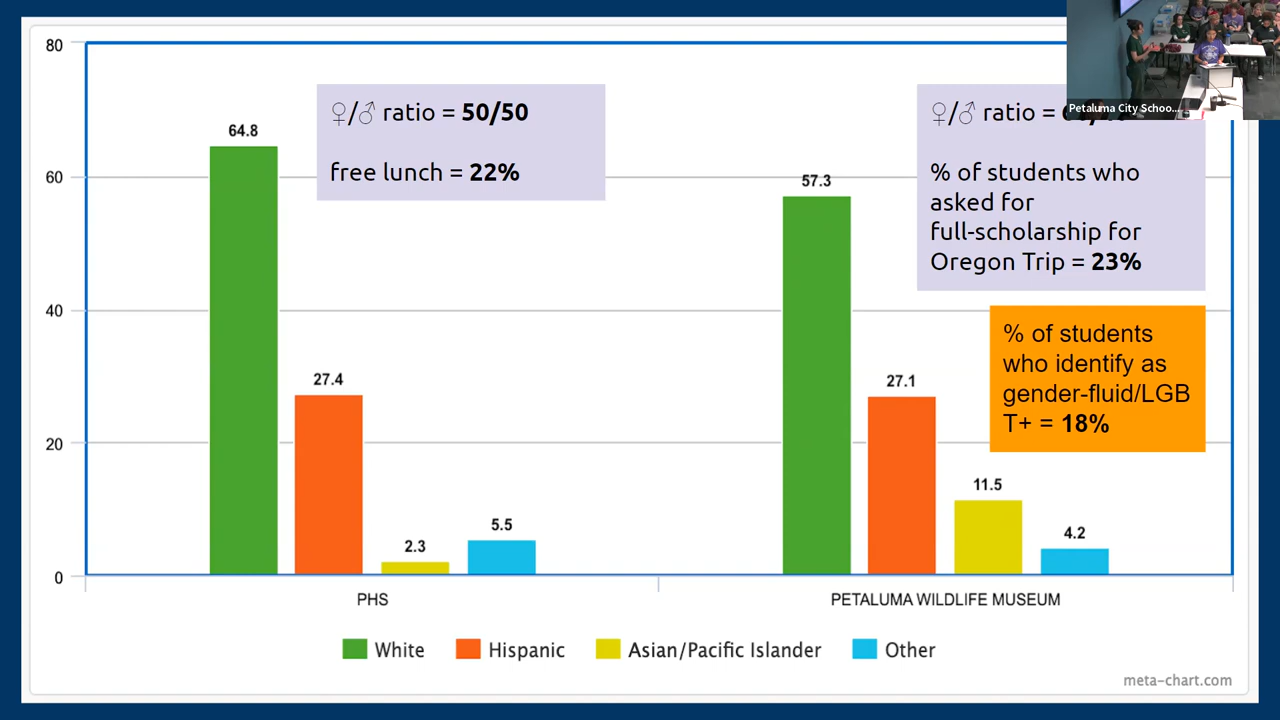 80
60
40
20
0
64.8
27.4
2.3
5.5
57.3
27.1
11.5
4.2
♀/♂ ratio = 50/50
free lunch = 22%
♀/♂ ratio =
% of students who
asked for
full-scholarship for
Oregon Trip = 23%
% of students
who identify as
gender-fluid/LGB
T+ = 18%
PHS
PETALUMA WILDLIFE MUSEUM
White
Hispanic
Asian/Pacific Islander
Other
meta-chart.com
Petaluma City Schoo...